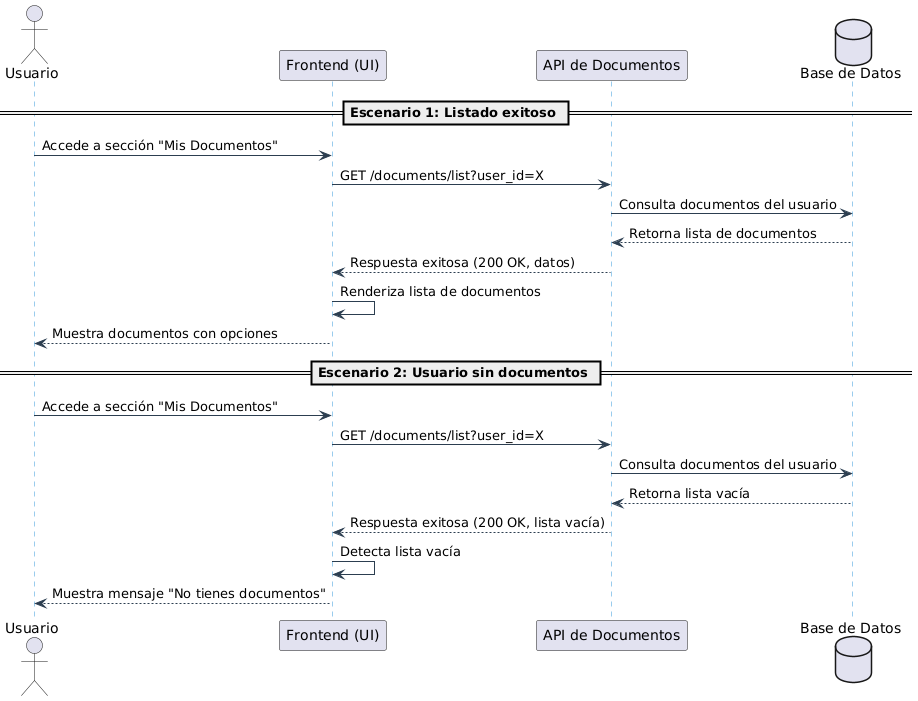 Usuario
Frontend (UI)
API de Documentos
Base de Datos
Escenario 1: Listado exitoso
Accede a sección "Mis Documentos"
GET /documents/list?user_id=X
Consulta documentos del usuario
Retorna lista de documentos
Respuesta exitosa (200 OK, datos)
Renderiza lista de documentos
Muestra documentos con opciones
Escenario 2: Usuario sin documentos
Accede a sección "Mis Documentos"
GET /documents/list?user_id=X
Consulta documentos del usuario
Retorna lista vacía
Respuesta exitosa (200 OK, lista vacía)
Detecta lista vacía
Muestra mensaje "No tienes documentos"
Usuario
Frontend (UI)
API de Documentos
Base de Datos